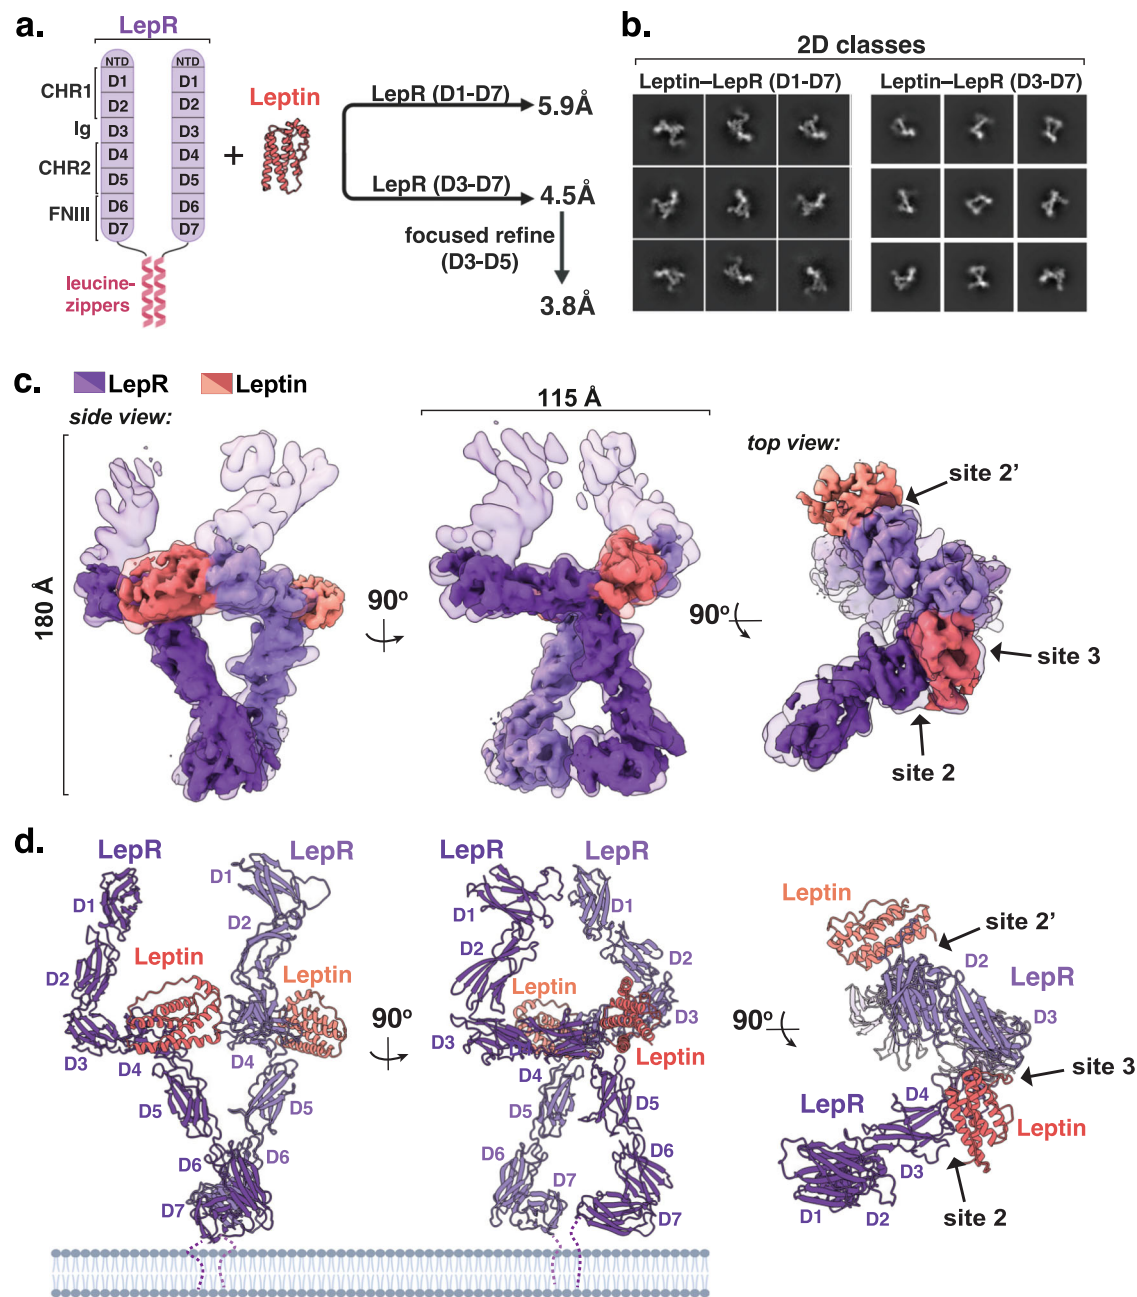 a.
LepR
NTD NTD
CHR1
D1 D1
D2 D2
Ig
D3 D3
CHR2
D4 D4
D5 D5
FNIII
D6 D6
D7 D7
leucine-
zippers
+
Leptin
LepR (D1-D7)
5.9Å
LepR (D3-D7)
4.5Å
focused refine
(D3-D5)
3.8Å
b.
2D classes
Leptin–LepR (D1-D7)
Leptin–LepR (D3-D7)
c.
LepR
Leptin
side view:
180 Å
90º
115 Å
90º
top view:
site 2’
site 3
site 2
d.
LepR
LepR
D1
D1
D2
D2
Leptin
Leptin
D3
D4
D4
D5
D5
D6
D6
D7
90º
LepR
LepR
D1
D1
D2
D2
Leptin
D3
D3
Leptin
D4
D5
D5
D6
D6
D7
D7
90º
Leptin
site 2’
D2
LepR
D3
site 3
LepR
D4
Leptin
D3
D1
D2
site 2